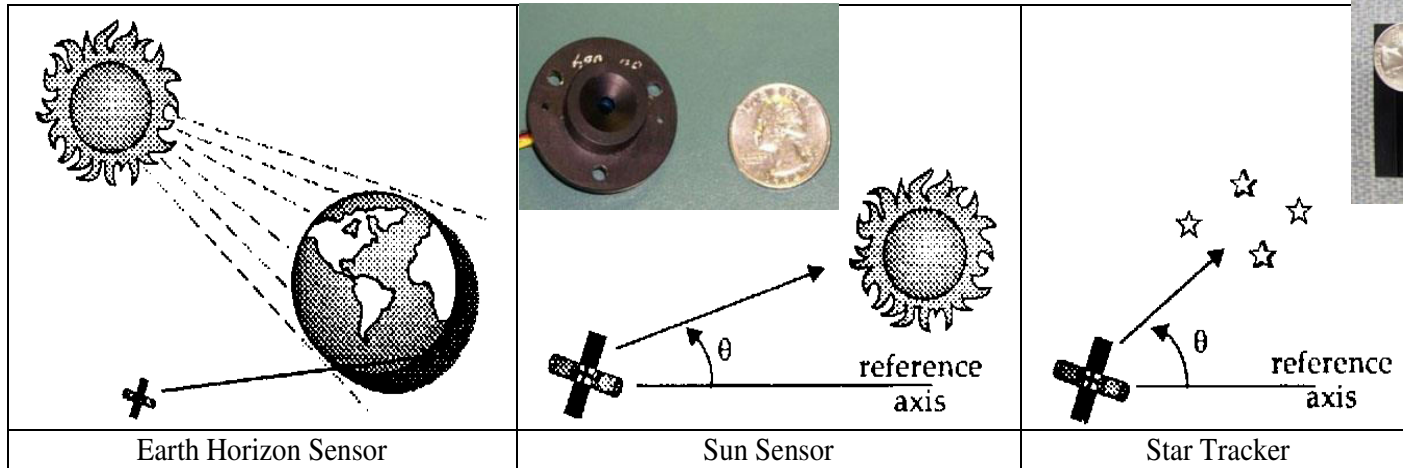 θ
reference
axis
θ
reference
axis
Earth Horizon Sensor
Sun Sensor
Star Tracker